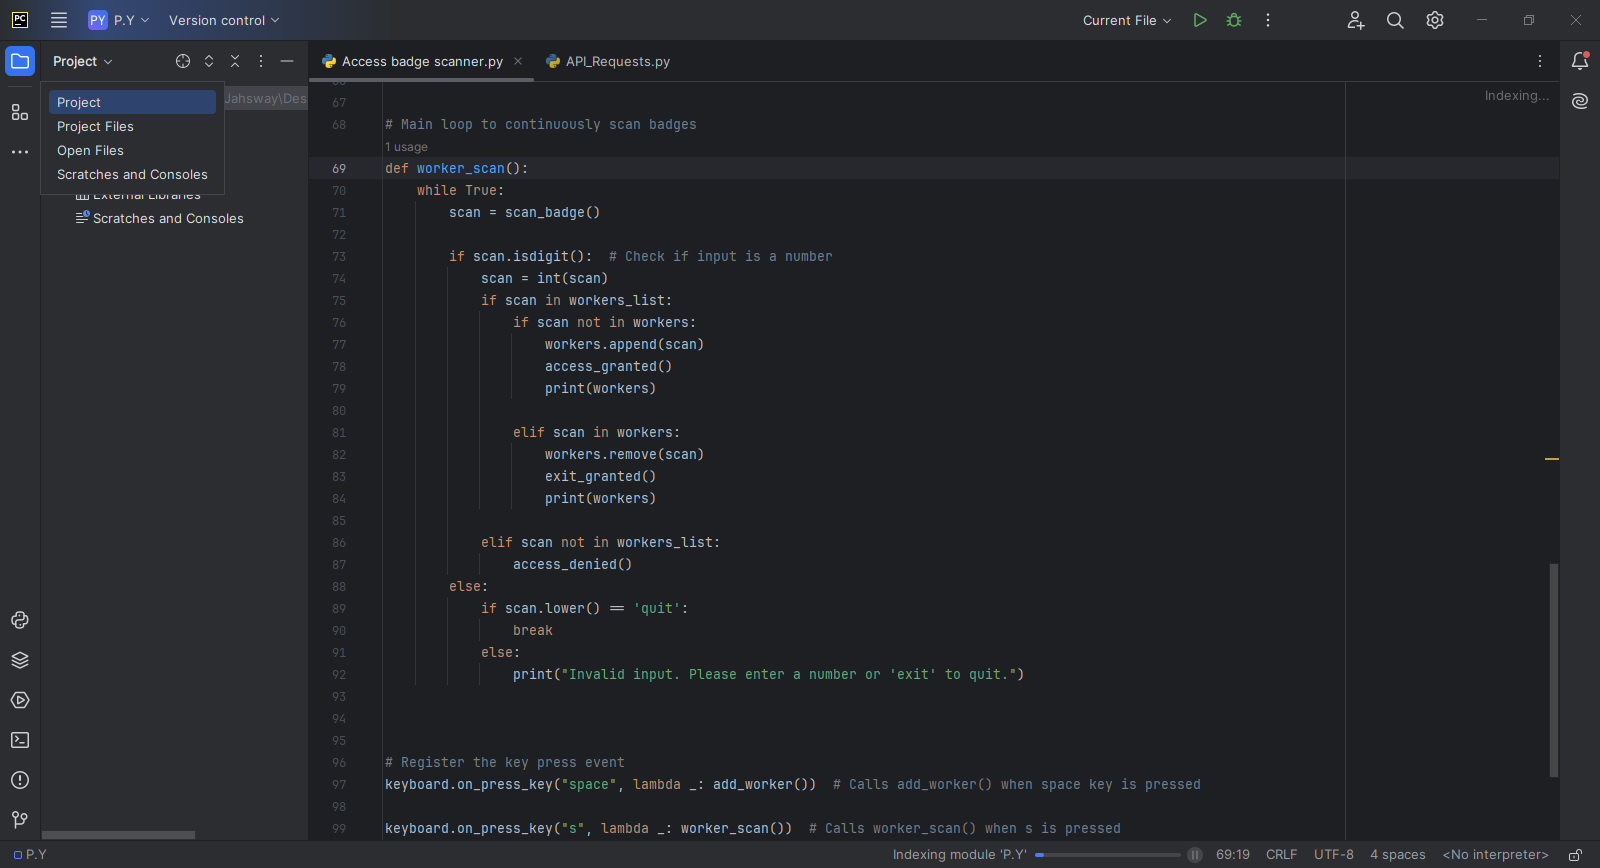 PC
PY P.Y
Version control
Current File
Project
Access badge scanner.py
API_Requests.py
Project
Jahsway\Des
Project Files
Open Files
Scratches and Consoles
External Libraries
Scratches and Consoles
Indexing...
67
68 # Main loop to continuously scan badges
1 usage
69 def worker_scan():
70 while True:
71 scan = scan_badge()
72
73 if scan.isdigit():  # Check if input is a number
74 scan = int(scan)
75 if scan in workers_list:
76 if scan not in workers:
77 workers.append(scan)
78 access_granted()
79 print(workers)
80
81 elif scan in workers:
82 workers.remove(scan)
83 exit_granted()
84 print(workers)
85
86 elif scan not in workers_list:
87 access_denied()
88 else:
89 if scan.lower() == 'quit':
90 break
91 else:
92 print("Invalid input. Please enter a number or 'exit' to quit.")
93
94
95
96 # Register the key press event
97 keyboard.on_press_key("space", lambda _: add_worker())  # Calls add_worker() when space key is pressed
98
99 keyboard.on_press_key("s", lambda _: worker_scan())  # Calls worker_scan() when s is pressed
P.Y
Indexing module 'P.Y'
69:19
CRLF
UTF-8
4 spaces
<No interpreter>